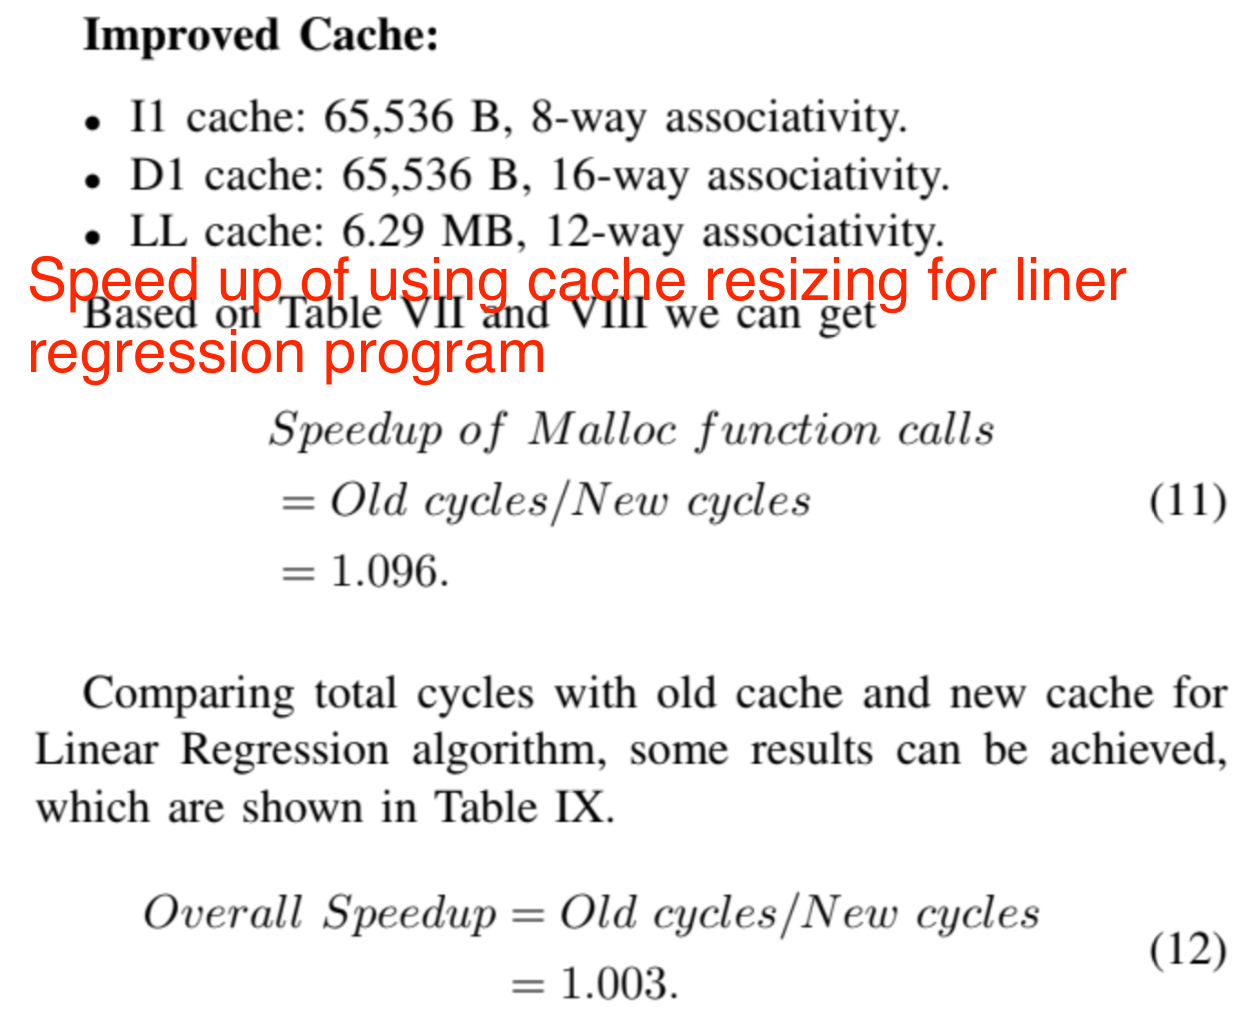 Improved Cache:
• I1 cache: 65,536 B, 8-way associativity.
• D1 cache: 65,536 B, 16-way associativity.
• LL cache: 6.29 MB, 12-way associativity.
Speed up of using cache resizing for liner
Based on Table VII and VIII we can get
regression program
Speedup of Malloc function calls
= Old cycles/New cycles (11)
= 1.096.
Comparing total cycles with old cache and new cache for
Linear Regression algorithm, some results can be achieved,
which are shown in Table IX.
Overall Speedup = Old cycles/New cycles
(12)
= 1.003.